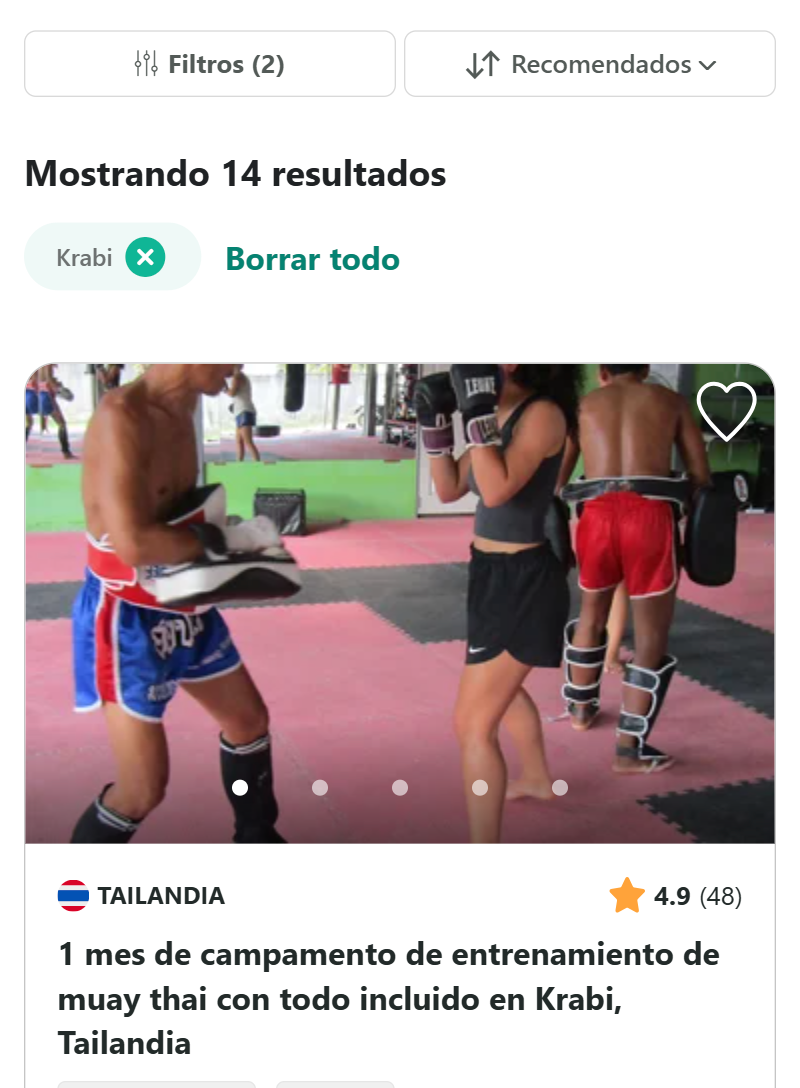 Filtros (2)
Recomendados
Mostrando 14 resultados
Krabi
Borrar todo
LEONE
TAILANDIA
4.9 (48)
1 mes de campamento de entrenamiento de
muay thai con todo incluido en Krabi,
Tailandia